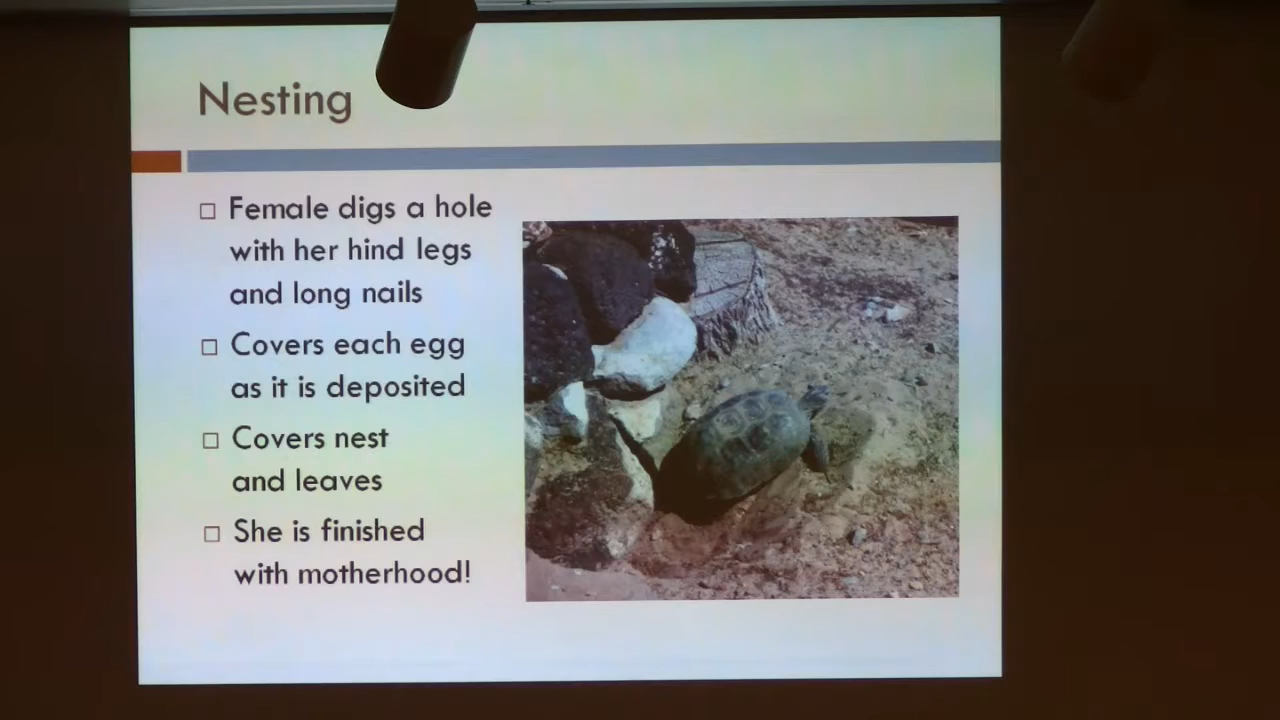 Nesting
Female digs a hole
with her hind legs
and long nails
Covers each egg
as it is deposited
Covers nest
and leaves
She is finished
with motherhood!